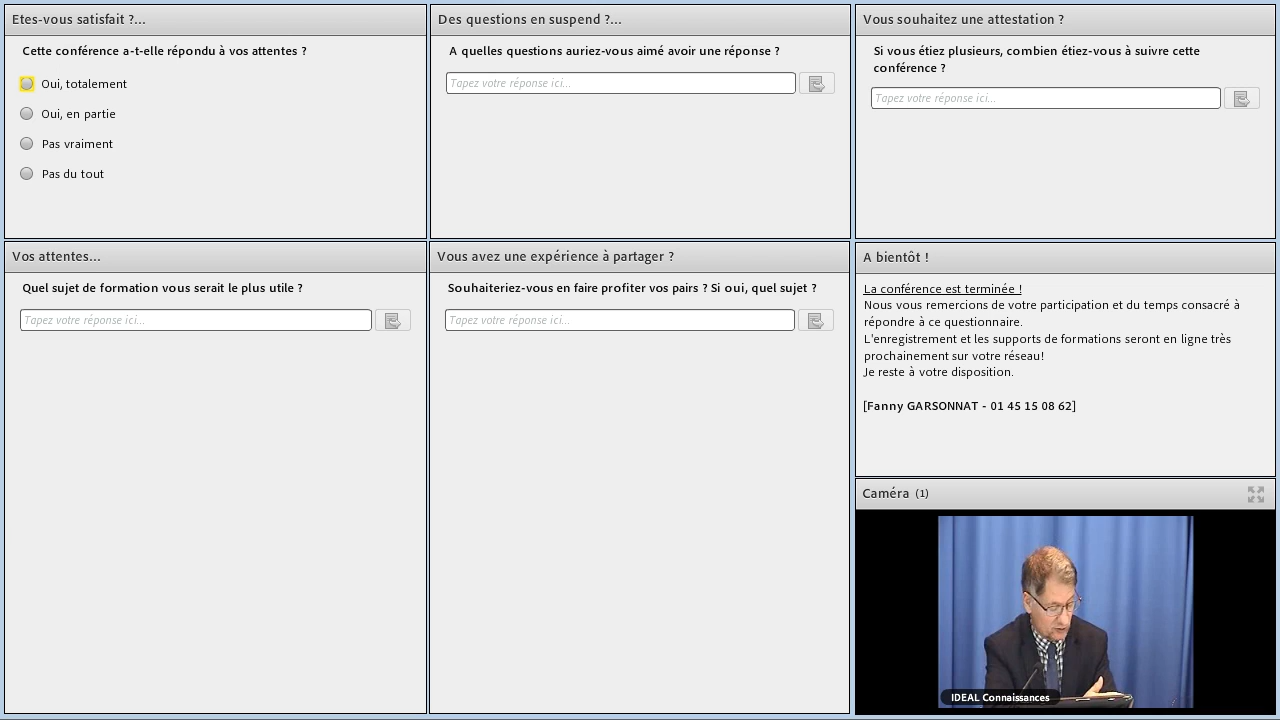 Etes-vous satisfait ?...
Cette conférence a-t-elle répondu à vos attentes ?
Oui, totalement
Oui, en partie
Pas vraiment
Pas du tout
Des questions en suspend ?...
A quelles questions auriez-vous aimé avoir une réponse ?
Tapez votre réponse ici...
Vous souhaitez une attestation ?
Si vous étiez plusieurs, combien étiez-vous à suivre cette
conférence ?
Tapez votre réponse ici...
Vos attentes...
Quel sujet de formation vous serait le plus utile ?
Tapez votre réponse ici...
Vous avez une expérience à partager ?
Souhaiteriez-vous en faire profiter vos pairs ? Si oui, quel sujet ?
Tapez votre réponse ici...
A bientôt !
La conférence est terminée !
Nous vous remercions de votre participation et du temps consacré à
répondre à ce questionnaire.
L'enregistrement et les supports de formations seront en ligne très
prochainement sur votre réseau!
Je reste à votre disposition.
[Fanny GARSONNAT - 01 45 15 08 62]
Caméra (1)
IDEAL Connaissances